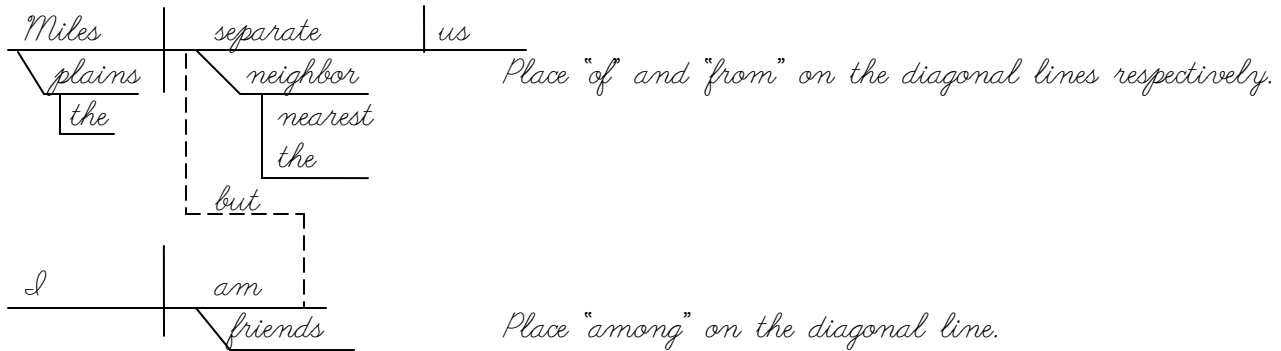 Miles separate us
plains neighbor Place "of" and "from" on the diagonal lines respectively.
the nearest
the
but
I am
friends Place "among" on the diagonal line.